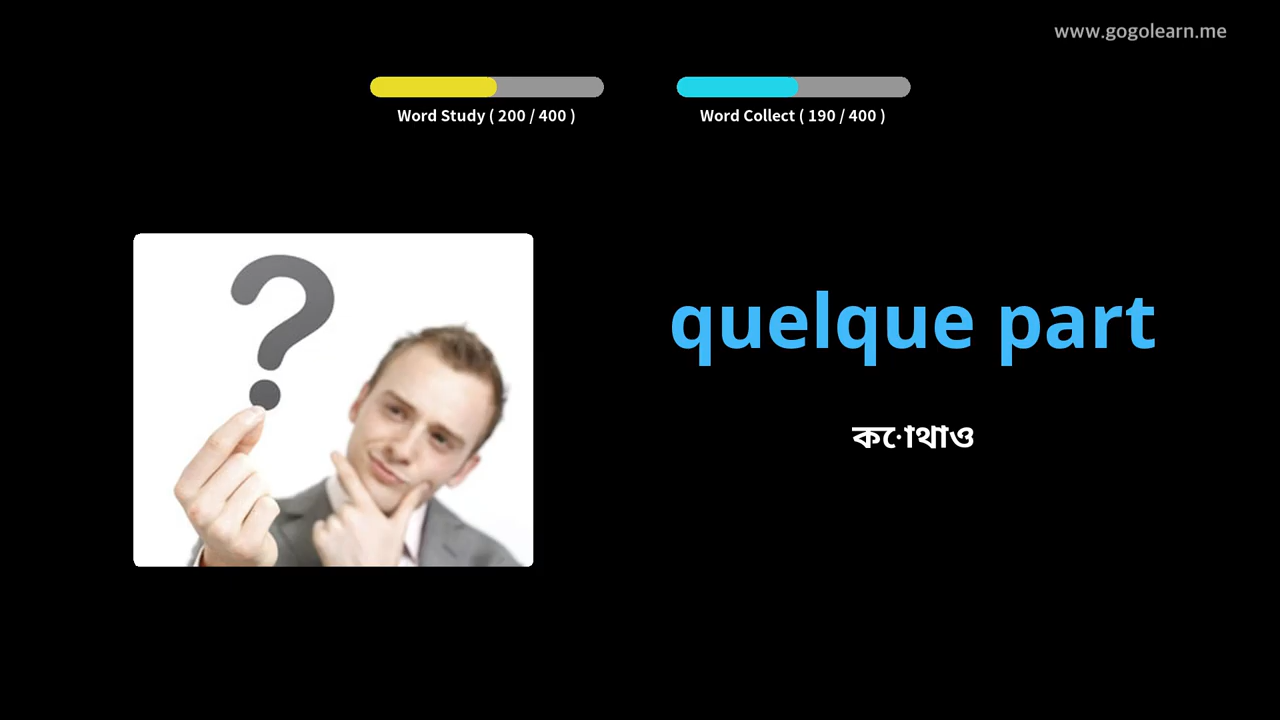 www.gogolearn.me
Word Study ( 200 / 400 )
Word Collect ( 190 / 400 )
quelque part
কোথাও